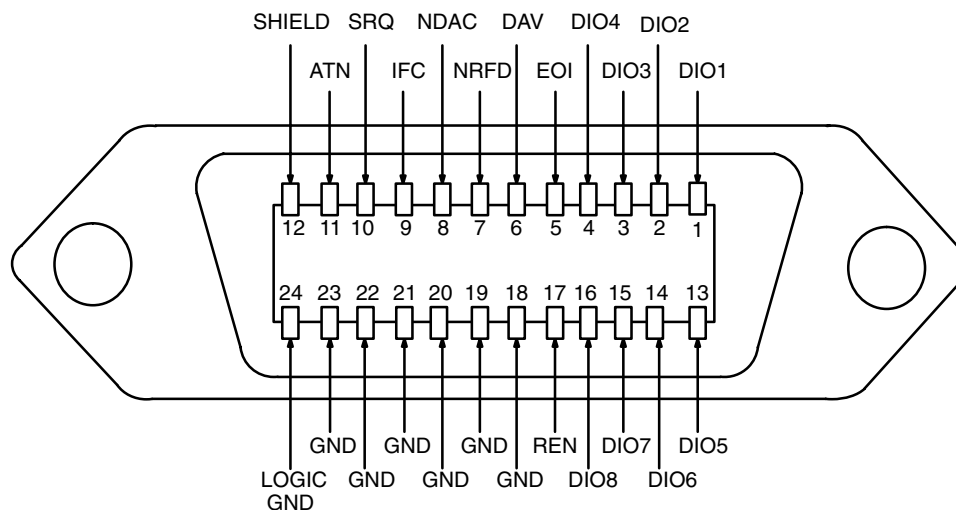 SHIELD SRQ NDAC DAV DIO4 DIO2
ATN IFC NRFD EOI DIO3 DIO1
12 11 10 9 8 7 6 5 4 3 2 1
24 23 22 21 20 19 18 17 16 15 14 13
GND GND GND REN DIO7 DIO5
LOGIC GND GND GND DIO8 DIO6
GND